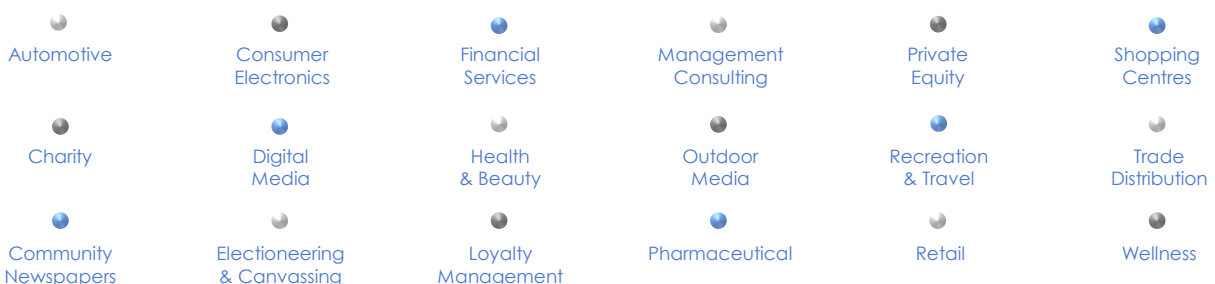 Automotive
Consumer
Electronics
Financial
Services
Management
Consulting
Private
Equity
Shopping
Centres
Charity
Digital
Media
Health
& Beauty
Outdoor
Media
Recreation
& Travel
Trade
Distribution
Community
Newspapers
Electioneering
& Canvassing
Loyalty
Management
Pharmaceutical
Retail
Wellness